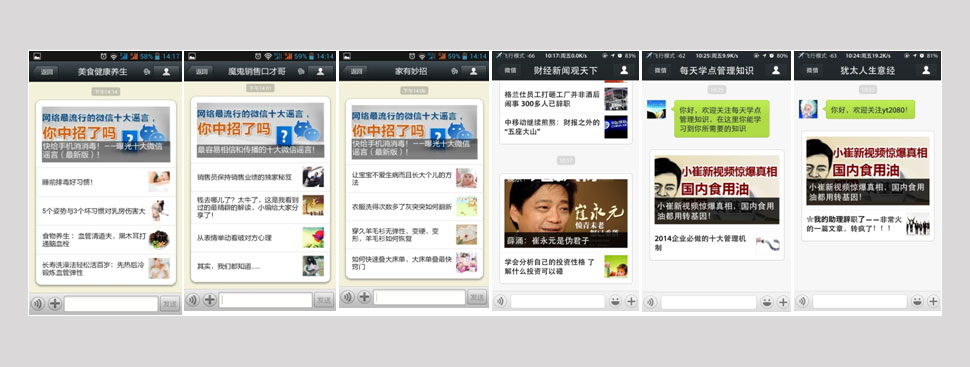 58% 14:17
返回 美食健康养生
下午14:14
网络最流行的微信十大谣言，
你中招了吗
快给手机消消毒！——曝光十大微信
谣言（最新版）！
睡前排毒好习惯！
5个姿势与3个坏习惯对乳房伤害大
食物养生：血管清道夫，黑木耳打
通脑血栓
长寿洗澡法轻松活百岁：先热后冷
锻炼血管弹性
发送
59% 14:14
返回 魔鬼销售口才哥
下午14:01
网络最流行的微信十大谣言，
你中招了吗
最容易相信和传播的十大微信谣言！
销售员保持销售业绩的独家秘笈
钱去哪儿了？太牛了，这是我看到
过的最精辟的解读，小编给大家分
享了！
从表情举动看破对方心理
其实，我们都知道.....
发送
59% 14:14
返回 家有妙招
网络最流行的微信十大谣言，
你中招了吗
快给手机消消毒！——曝光十大微信
谣言（最新版）！
让宝宝不爱生病而且长大个儿的方
法
衣服洗得次数多了灰突突如何翻新
穿久羊毛衫无弹性，变硬，变
形，羊毛衫如何恢复
如何快速叠大床单，大床单叠最快
窍门
发送
飞行模式 -66 10:17:周五0.0K/s 83%
微信 财经新闻观天下
格兰仕员工打砸工厂并非酒后
闹事 300多人已辞职
中移动继续煎熬：财报之外的
“五座大山”
10:17
崔永元
薛涌：崔永元是伪君子
学会分析自己的投资性格 了
解什么投资可以碰
飞行模式 -62 10:25:周五9.9K/s 82%
微信 每天学点管理知识
10:25
你好，欢迎关注每天学点
管理知识，在这里你能学
习到你所需要的知识
小崔新视频惊爆真相
国内食用油
小崔新视频惊爆真相，国内食用
油都用转基因！
2014企业必做的十大管理机
制
飞行模式 -63 10:24:周五19.2K/s 81%
微信 犹太人生意经
10:23
你好，欢迎关注yt2080！
小崔新视频惊爆真相
国内食用油
小崔新视频惊爆真相，国内食用
油都用转基因！
☆我的助理辞职了——非常火
的一篇文章，转疯了！！！